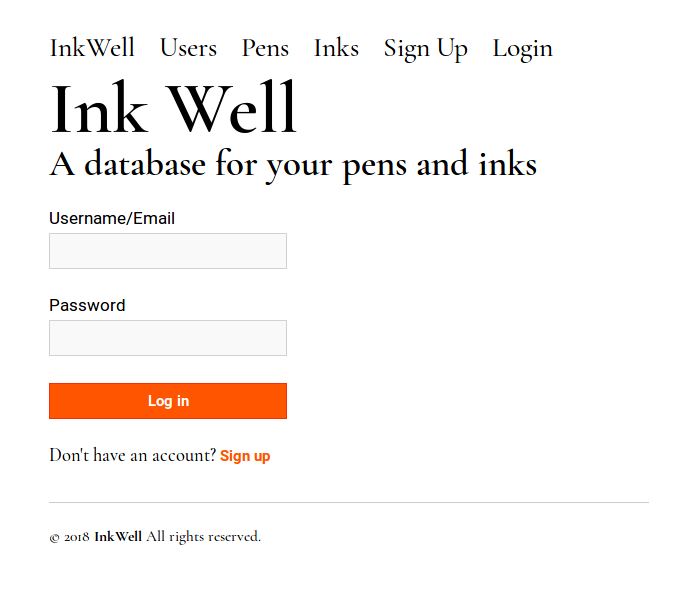 InkWell Users Pens Inks Sign Up Login
Ink Well
A database for your pens and inks
Username/Email
Password
Log in
Don't have an account? Sign up
© 2018 InkWell All rights reserved.